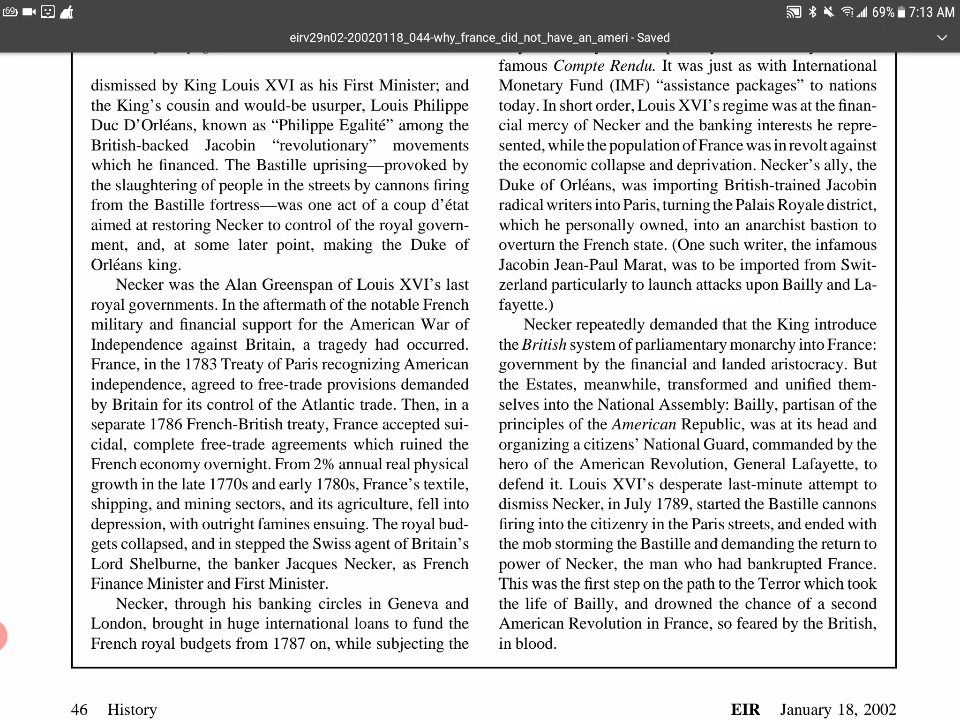 69 69% 7:13 AM
eirv29n02-20020118_044-why_france_did_not_have_an_ameri - Saved
dismissed by King Louis XVI as his First Minister; and
the King's cousin and would-be usurper, Louis Philippe
Duc D'Orléans, known as “Philippe Egalité” among the
British-backed Jacobin “revolutionary” movements
which he financed. The Bastille uprising—provoked by
the slaughtering of people in the streets by cannons firing
from the Bastille fortress—was one act of a coup d'état
aimed at restoring Necker to control of the royal govern-
ment, and, at some later point, making the Duke of
Orléans king.
Necker was the Alan Greenspan of Louis XVI's last
royal governments. In the aftermath of the notable French
military and financial support for the American War of
Independence against Britain, a tragedy had occurred.
France, in the 1783 Treaty of Paris recognizing American
independence, agreed to free-trade provisions demanded
by Britain for its control of the Atlantic trade. Then, in a
separate 1786 French-British treaty, France accepted sui-
cidal, complete free-trade agreements which ruined the
French economy overnight. From 2% annual real physical
growth in the late 1770s and early 1780s, France's textile,
shipping, and mining sectors, and its agriculture, fell into
depression, with outright famines ensuing. The royal bud-
gets collapsed, and in stepped the Swiss agent of Britain's
Lord Shelburne, the banker Jacques Necker, as French
Finance Minister and First Minister.
Necker, through his banking circles in Geneva and
London, brought in huge international loans to fund the
French royal budgets from 1787 on, while subjecting the
famous Compte Rendu. It was just as with International
Monetary Fund (IMF) “assistance packages” to nations
today. In short order, Louis XVI's regime was at the finan-
cial mercy of Necker and the banking interests he repre-
sented, while the population of France was in revolt against
the economic collapse and deprivation. Necker's ally, the
Duke of Orléans, was importing British-trained Jacobin
radical writers into Paris, turning the Palais Royale district,
which he personally owned, into an anarchist bastion to
overturn the French state. (One such writer, the infamous
Jacobin Jean-Paul Marat, was to be imported from Swit-
zerland particularly to launch attacks upon Bailly and La-
fayette.)
Necker repeatedly demanded that the King introduce
the British system of parliamentary monarchy into France:
government by the financial and landed aristocracy. But
the Estates, meanwhile, transformed and unified them-
selves into the National Assembly: Bailly, partisan of the
principles of the American Republic, was at its head and
organizing a citizens' National Guard, commanded by the
hero of the American Revolution, General Lafayette, to
defend it. Louis XVI's desperate last-minute attempt to
dismiss Necker, in July 1789, started the Bastille cannons
firing into the citizenry in the Paris streets, and ended with
the mob storming the Bastille and demanding the return to
power of Necker, the man who had bankrupted France.
This was the first step on the path to the Terror which took
the life of Bailly, and drowned the chance of a second
American Revolution in France, so feared by the British,
in blood.
46 History
EIR January 18, 2002